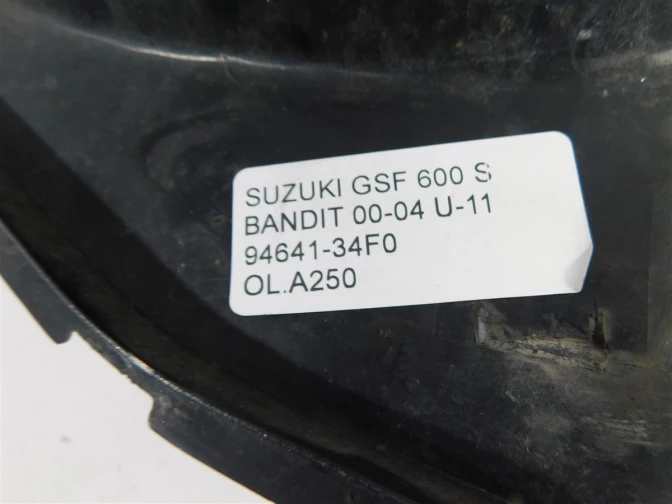 SUZUKI GSF 600 S
BANDIT 00-04 U-11
94641-34F0
OL.A250